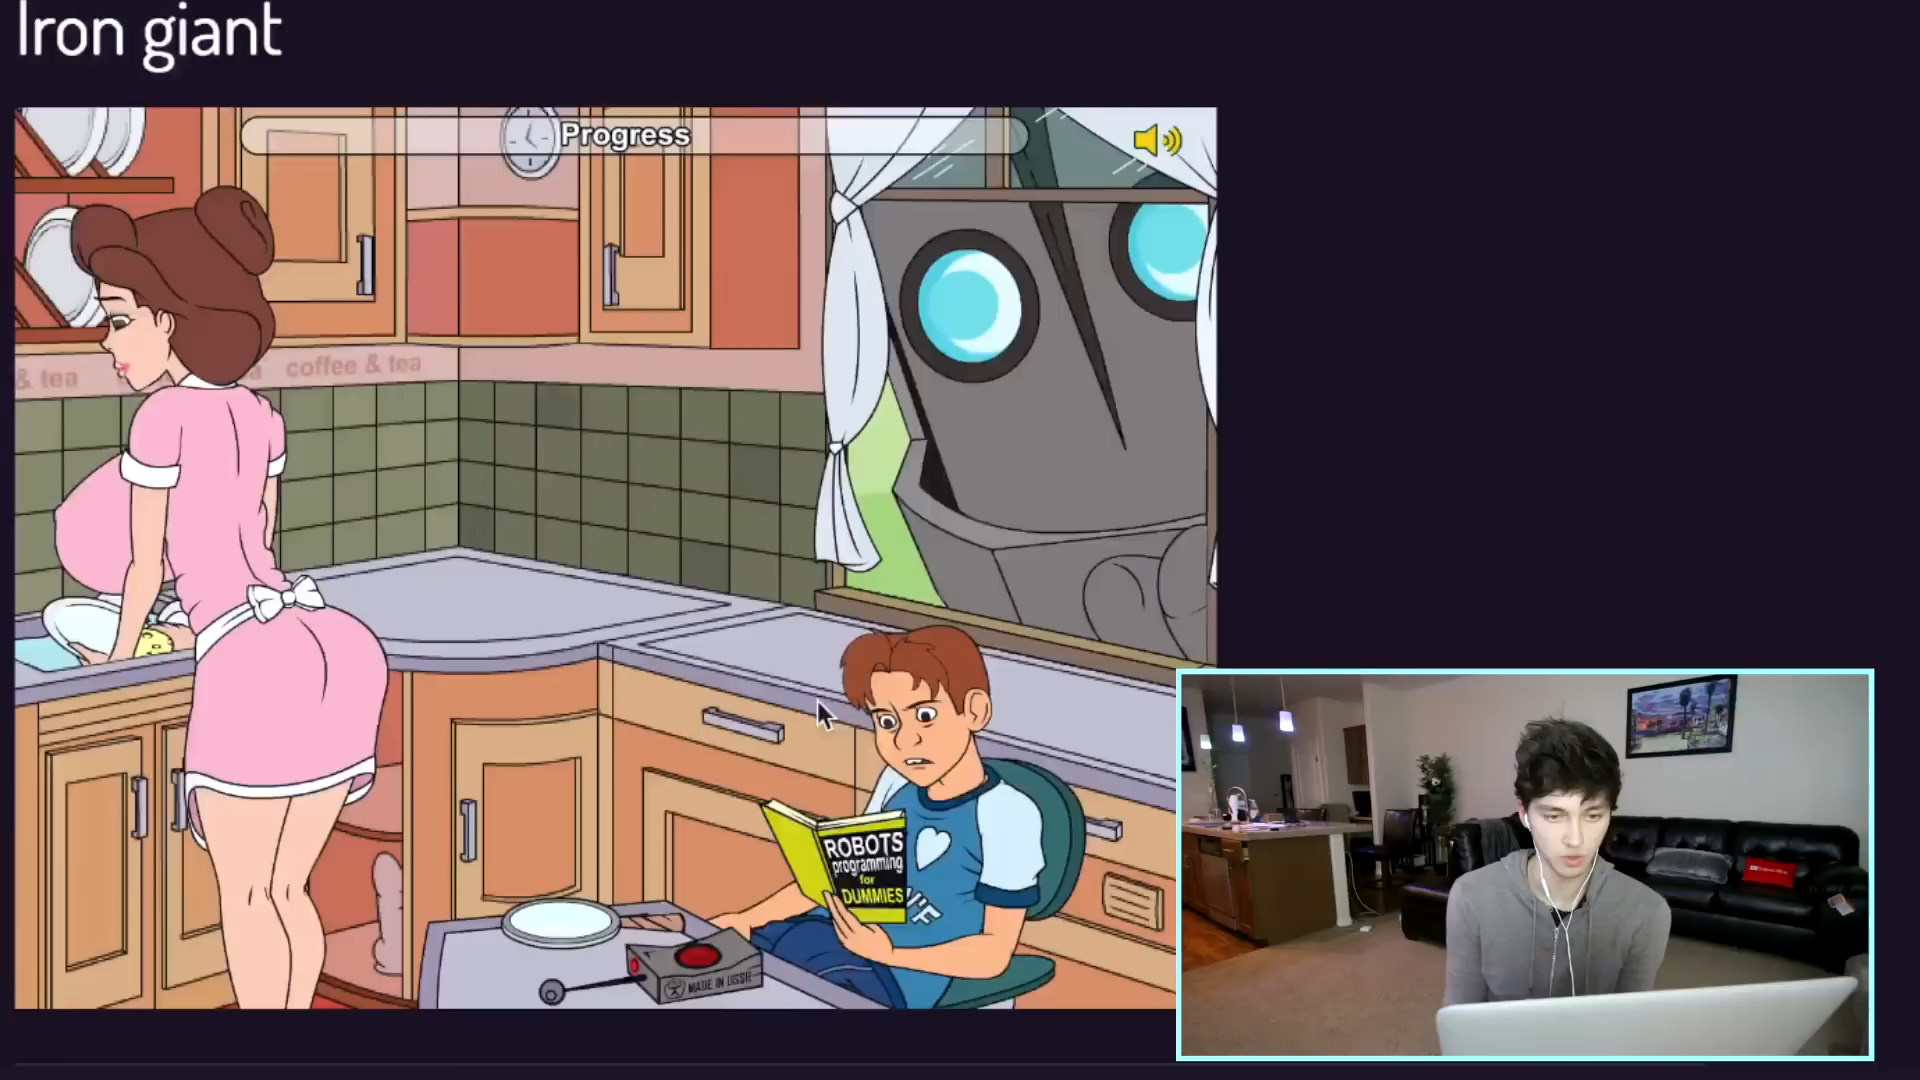 Iron giant
Progress
& tea
coffee & tea
ROBOTS
programming
for
DUMMIES
MADE IN USSR